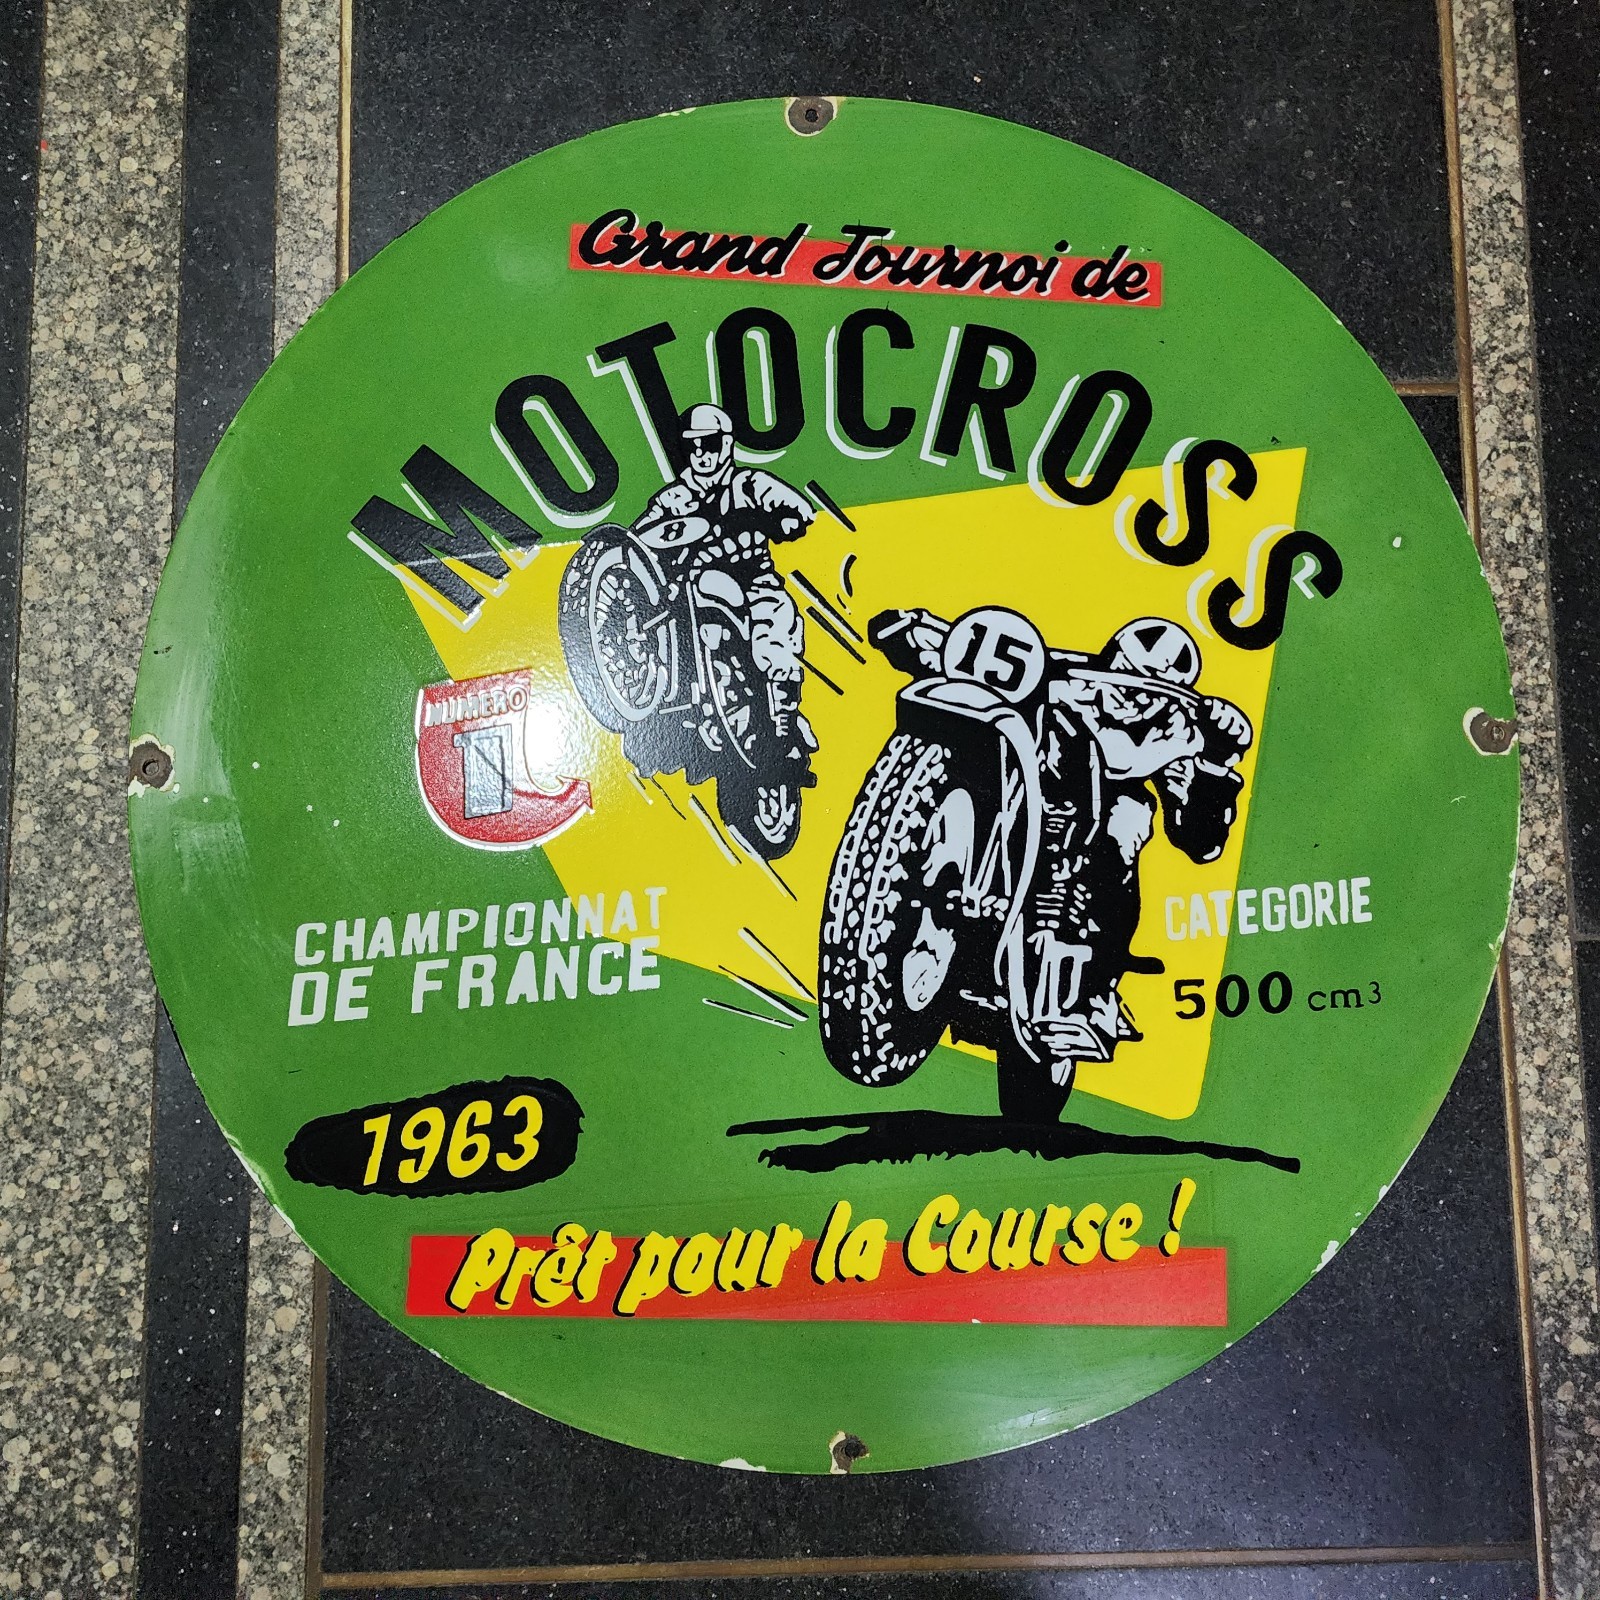 Grand Tournoi de
MOTOCROSS
8
15
NUMERO
1
CHAMPIONNAT
DE FRANCE
CATEGORIE
500 cm3
1963
Prêt pour la Course !